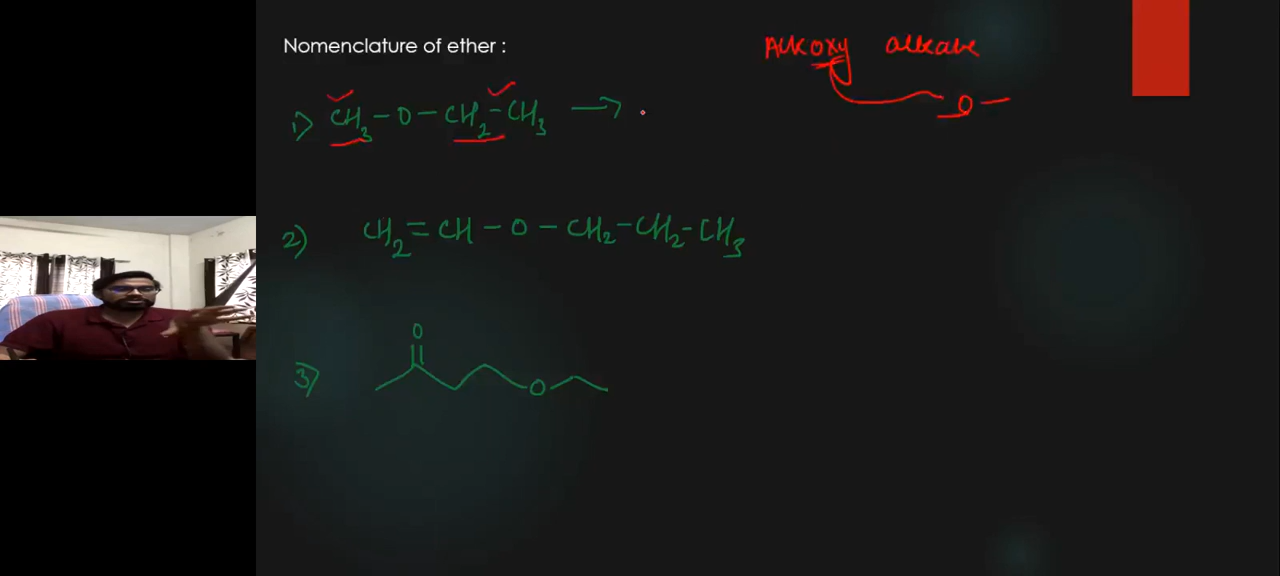 Nomenclature of ether :
Alkoxy alkane
O —
1) CH₃ – O – CH₂ – CH₃ →
2) CH₂ = CH – O – CH₂ – CH₂ – CH₃
O
3)
O